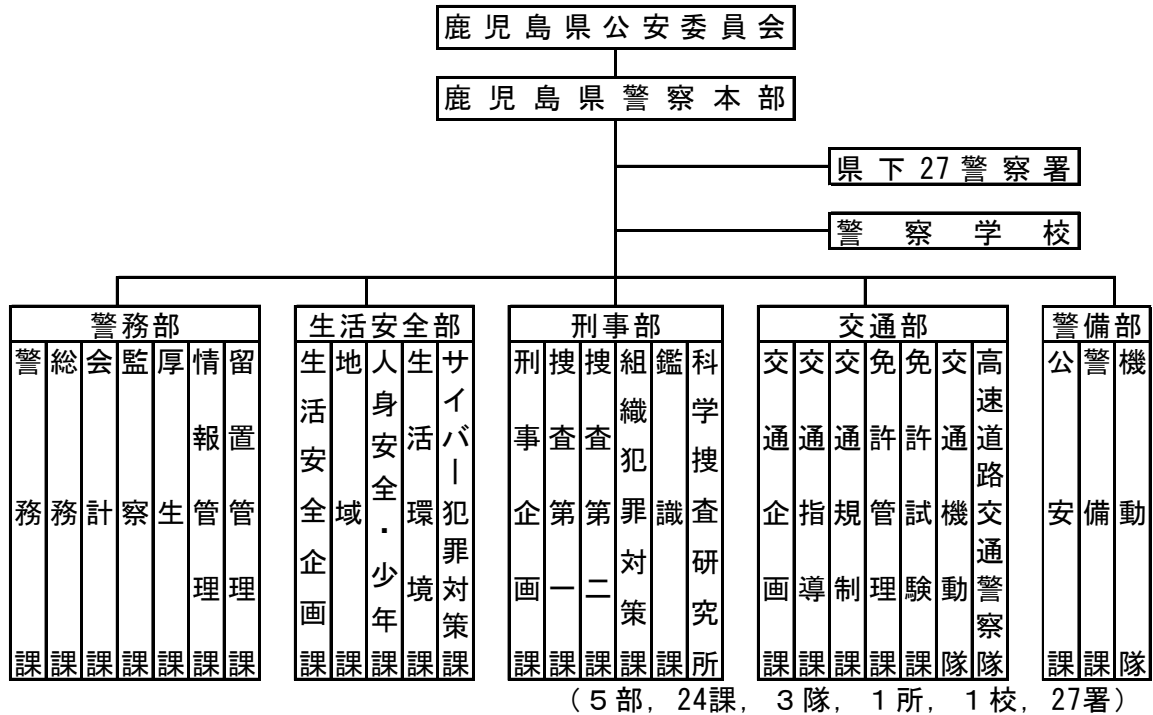 鹿児島県公安委員会
鹿児島県警察本部
県下27警察署
警察学校
警務部
警務課
総務課
会計課
監察課
厚生課
情報管理課
留置管理課
生活安全部
生活安全企画課
地域課
人身安全・少年課
生活環境課
サイバー犯罪対策課
刑事部
刑事企画課
捜査第一課
捜査第二課
組織犯罪対策課
鑑識課
科学捜査研究所
交通部
交通企画課
交通指導課
交通規制課
免許管理課
免許試験課
交通機動隊
高速道路交通警察隊
警備部
公安課
警備課
機動隊
（５部，24課，３隊，１所，１校，27署）